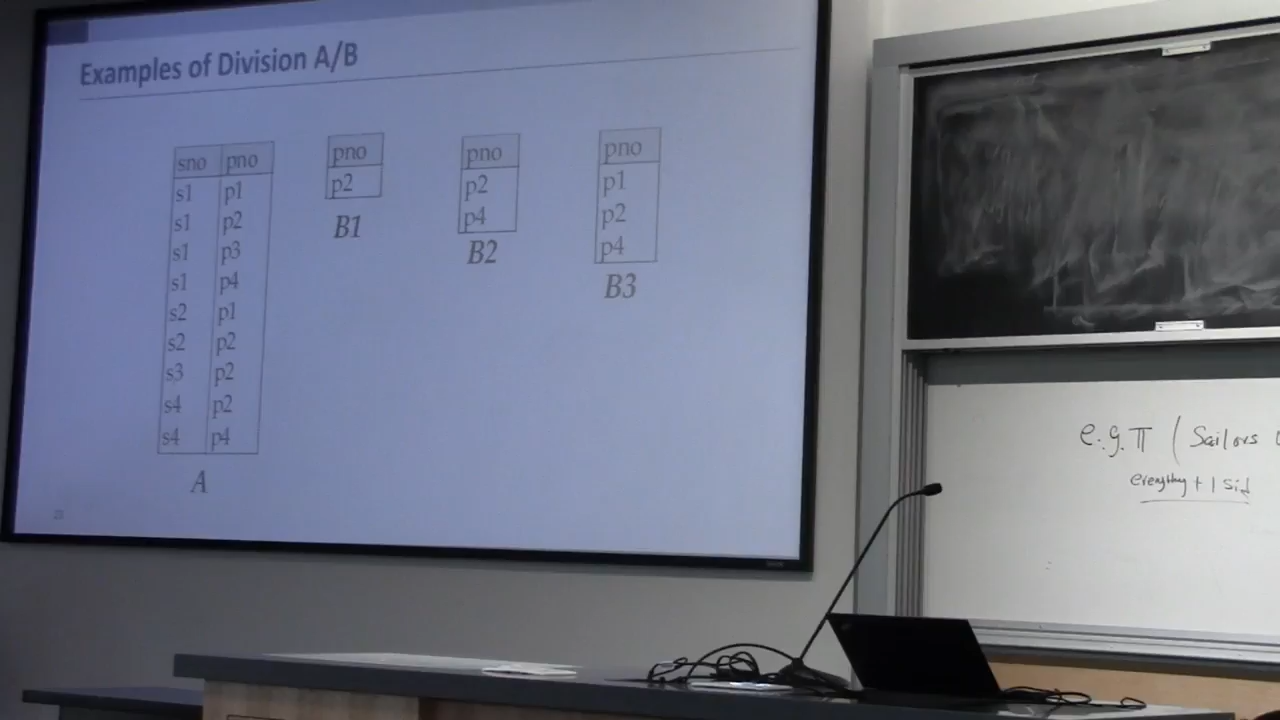 Examples of Division A/B
sno pno
s1 p1
s1 p2
s1 p3
s1 p4
s2 p1
s2 p2
s3 p2
s4 p2
s4 p4
A
pno
p2
B1
pno
p2
p4
B2
pno
p1
p2
p4
B3
e.g. π ( Sailors
everything + 1 sid